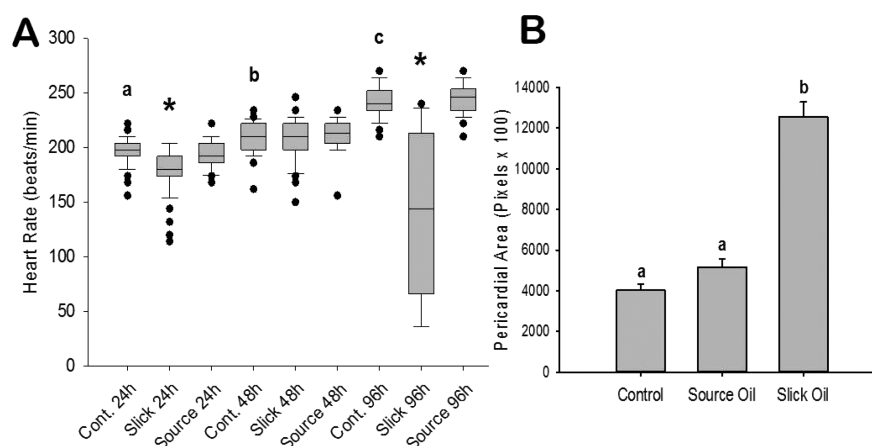 A
Heart Rate (beats/min)
300
250
200
150
100
50
0
a
*
b
c
*
Cont. 24h
Slick 24h
Source 24h
Cont. 48h
Slick 48h
Source 48h
Cont. 96h
Slick 96h
Source 96h
B
Pericardial Area (Pixels x 100)
14000
12000
10000
8000
6000
4000
2000
0
a
a
b
Control
Source Oil
Slick Oil